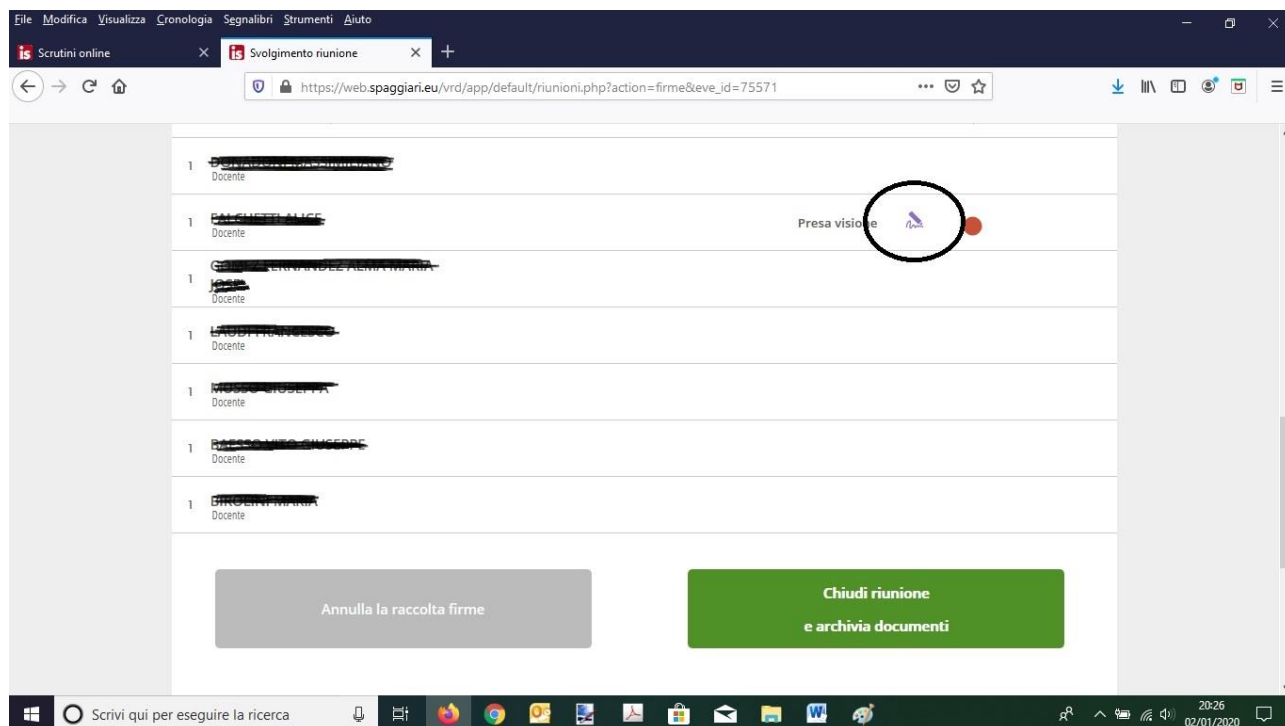 File Modifica Visualizza Cronologia Segnalibri Strumenti Aiuto
Scrutini online
Svolgimento riunione
https://web.spaggiari.eu/vrd/app/default/riunioni.php?action=firme&eve_id=75571
1
Docente
1 Presa visione
Docente
1
Docente
1
Docente
1
Docente
1
Docente
1
Docente
Annulla la raccolta firme
Chiudi riunione
e archivia documenti
Scrivi qui per eseguire la ricerca
20:26
02/01/2020